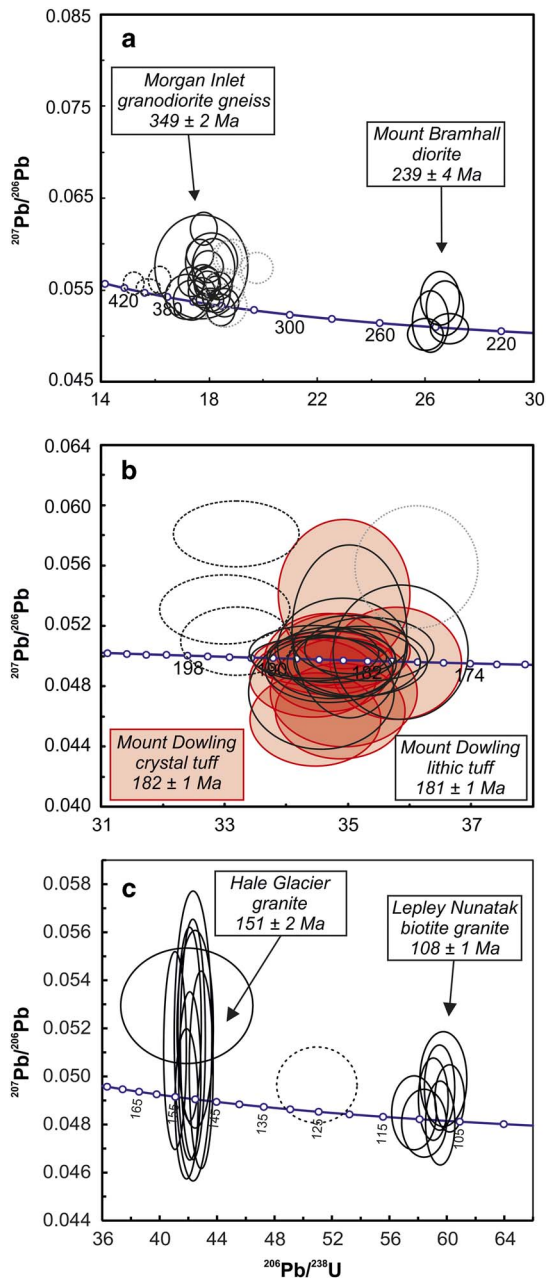 0.085
a
Morgan Inlet
granodiorite gneiss
349 ± 2 Ma
0.075
Mount Bramhall
diorite
239 ± 4 Ma
²⁰⁷Pb/²⁰⁶Pb
0.065
0.055
420
380
300
260
220
0.045
14
18
22
26
30
0.064
b
0.060
0.056
²⁰⁷Pb/²⁰⁶Pb
0.052
198
190
182
174
0.048
0.044
Mount Dowling
crystal tuff
182 ± 1 Ma
Mount Dowling
lithic tuff
181 ± 1 Ma
0.040
31
33
35
37
c
0.058
Hale Glacier
granite
151 ± 2 Ma
Lepley Nunatak
biotite granite
108 ± 1 Ma
0.056
0.054
²⁰⁷Pb/²⁰⁶Pb
0.052
0.050
165
155
145
135
125
115
105
0.048
0.046
0.044
36
40
44
48
52
56
60
64
²⁰⁶Pb/²³⁸U